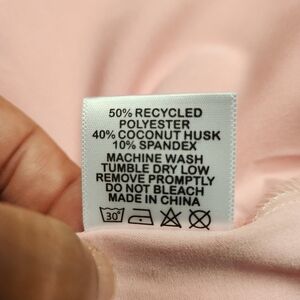 50% RECYCLED
POLYESTER
40% COCONUT HUSK
10% SPANDEX
MACHINE WASH
TUMBLE DRY LOW
REMOVE PROMPTLY
DO NOT BLEACH
MADE IN CHINA
30°